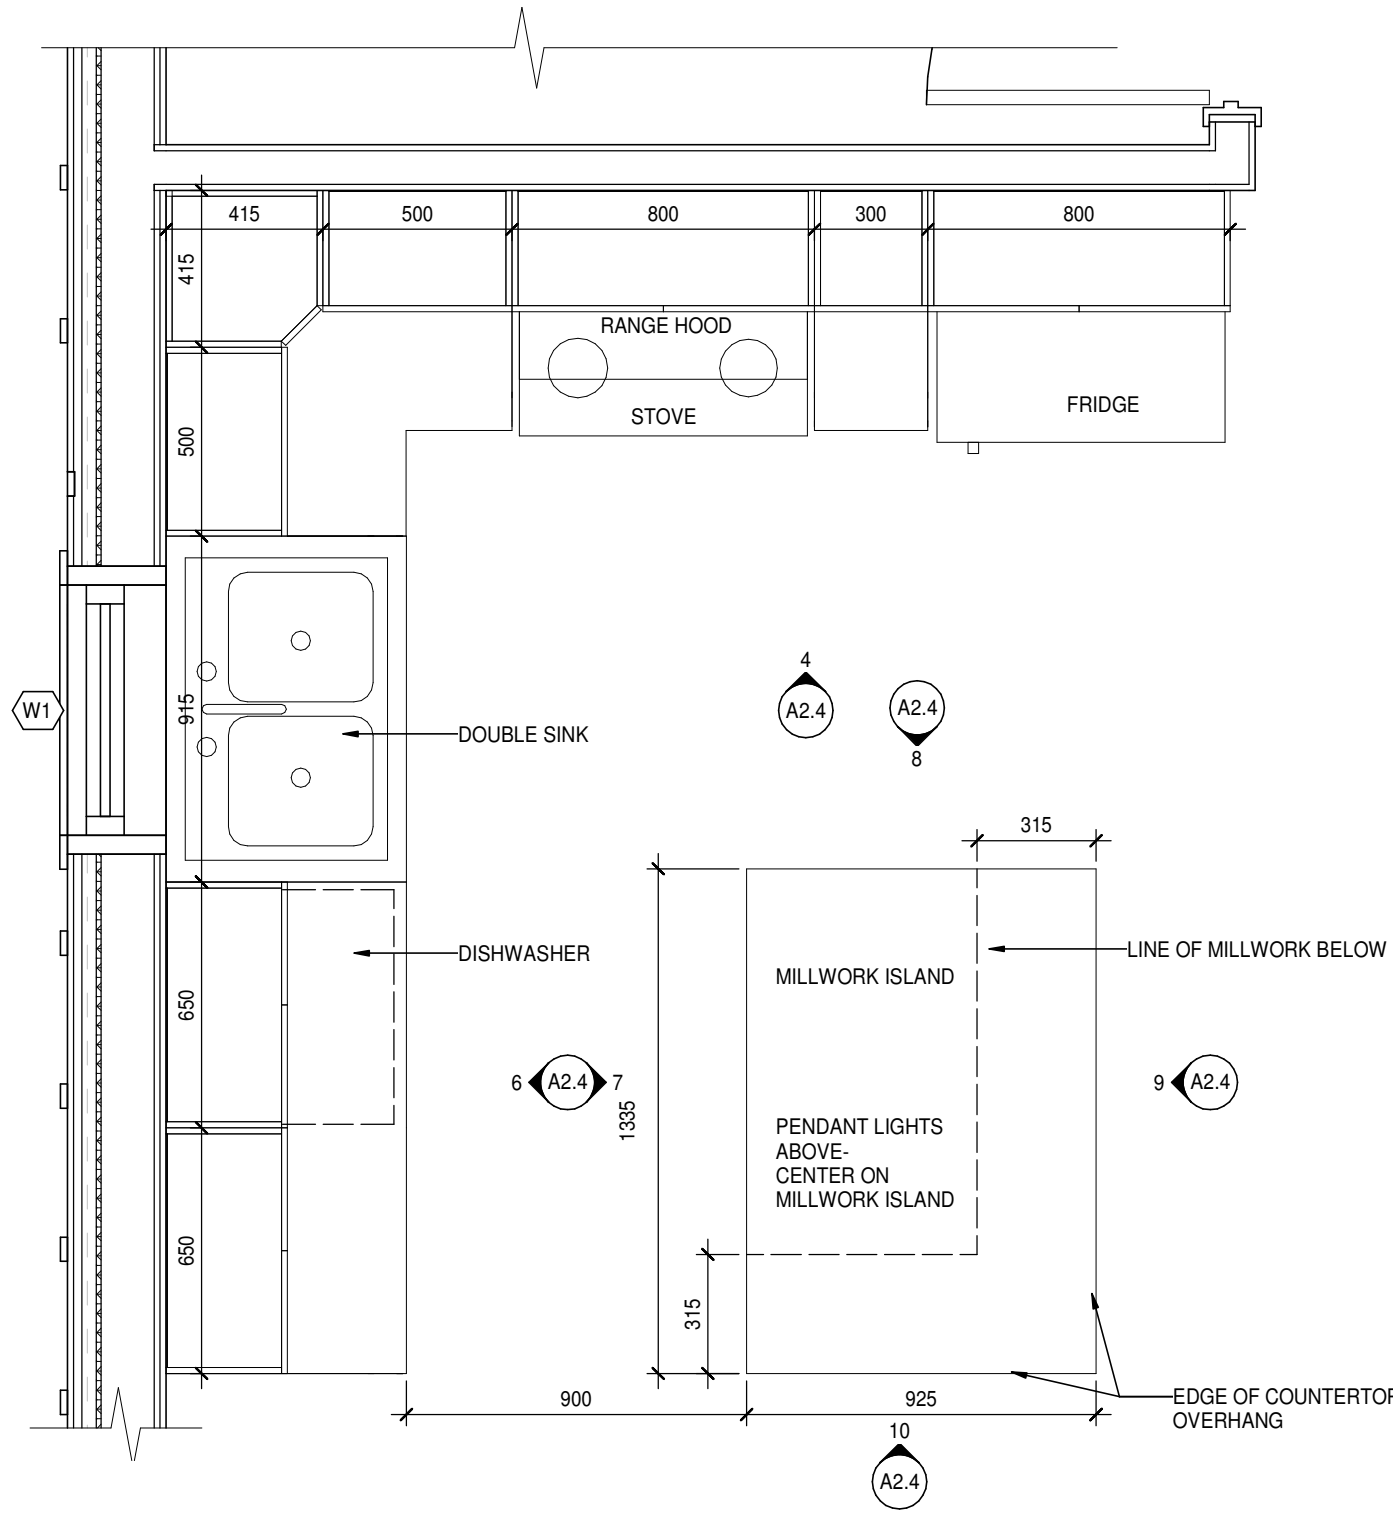 415 500 800 300 800
415
RANGE HOOD
STOVE
FRIDGE
500
4
A2.4
A2.4
8
W1
915
DOUBLE SINK
315
DISHWASHER
LINE OF MILLWORK BELOW
MILLWORK ISLAND
650
6 A2.4 7
9 A2.4
1335
PENDANT LIGHTS
ABOVE-
CENTER ON
MILLWORK ISLAND
650
315
900
925
EDGE OF COUNTERTOP
OVERHANG
10
A2.4